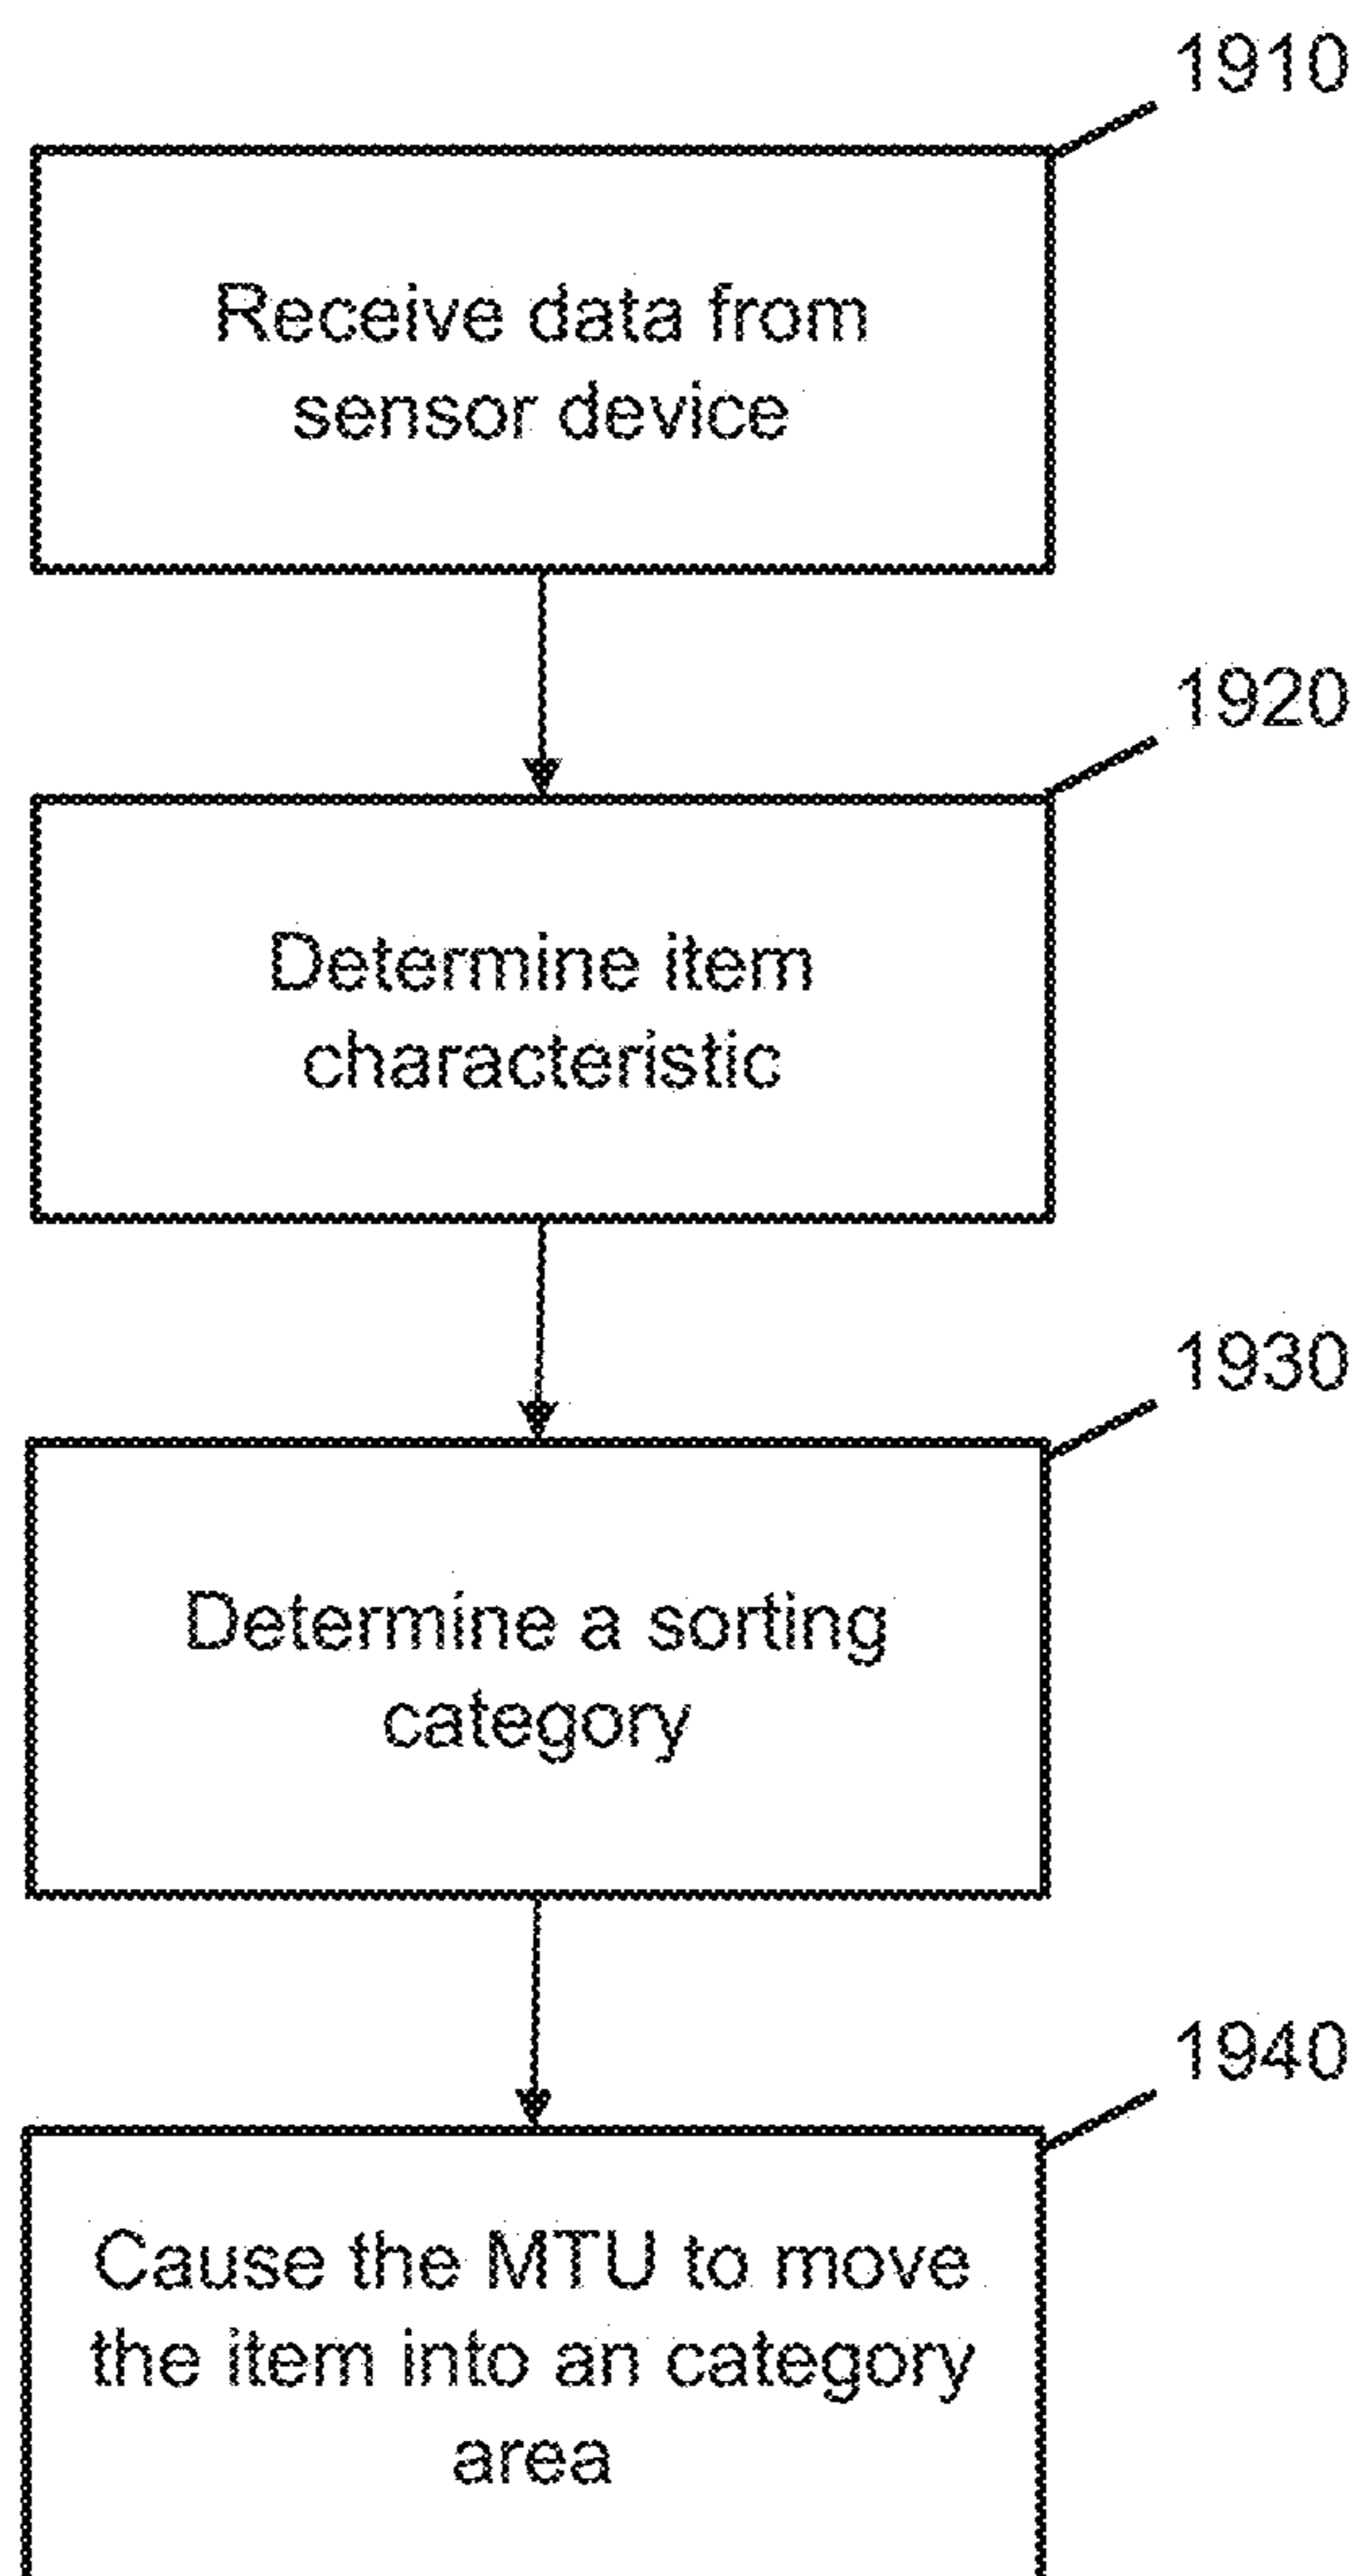 1910
Receive data from
sensor device
1920
Determine item
characteristic
1930
Determine a sorting
category
1940
Cause the MTU to move
the item into an category
area